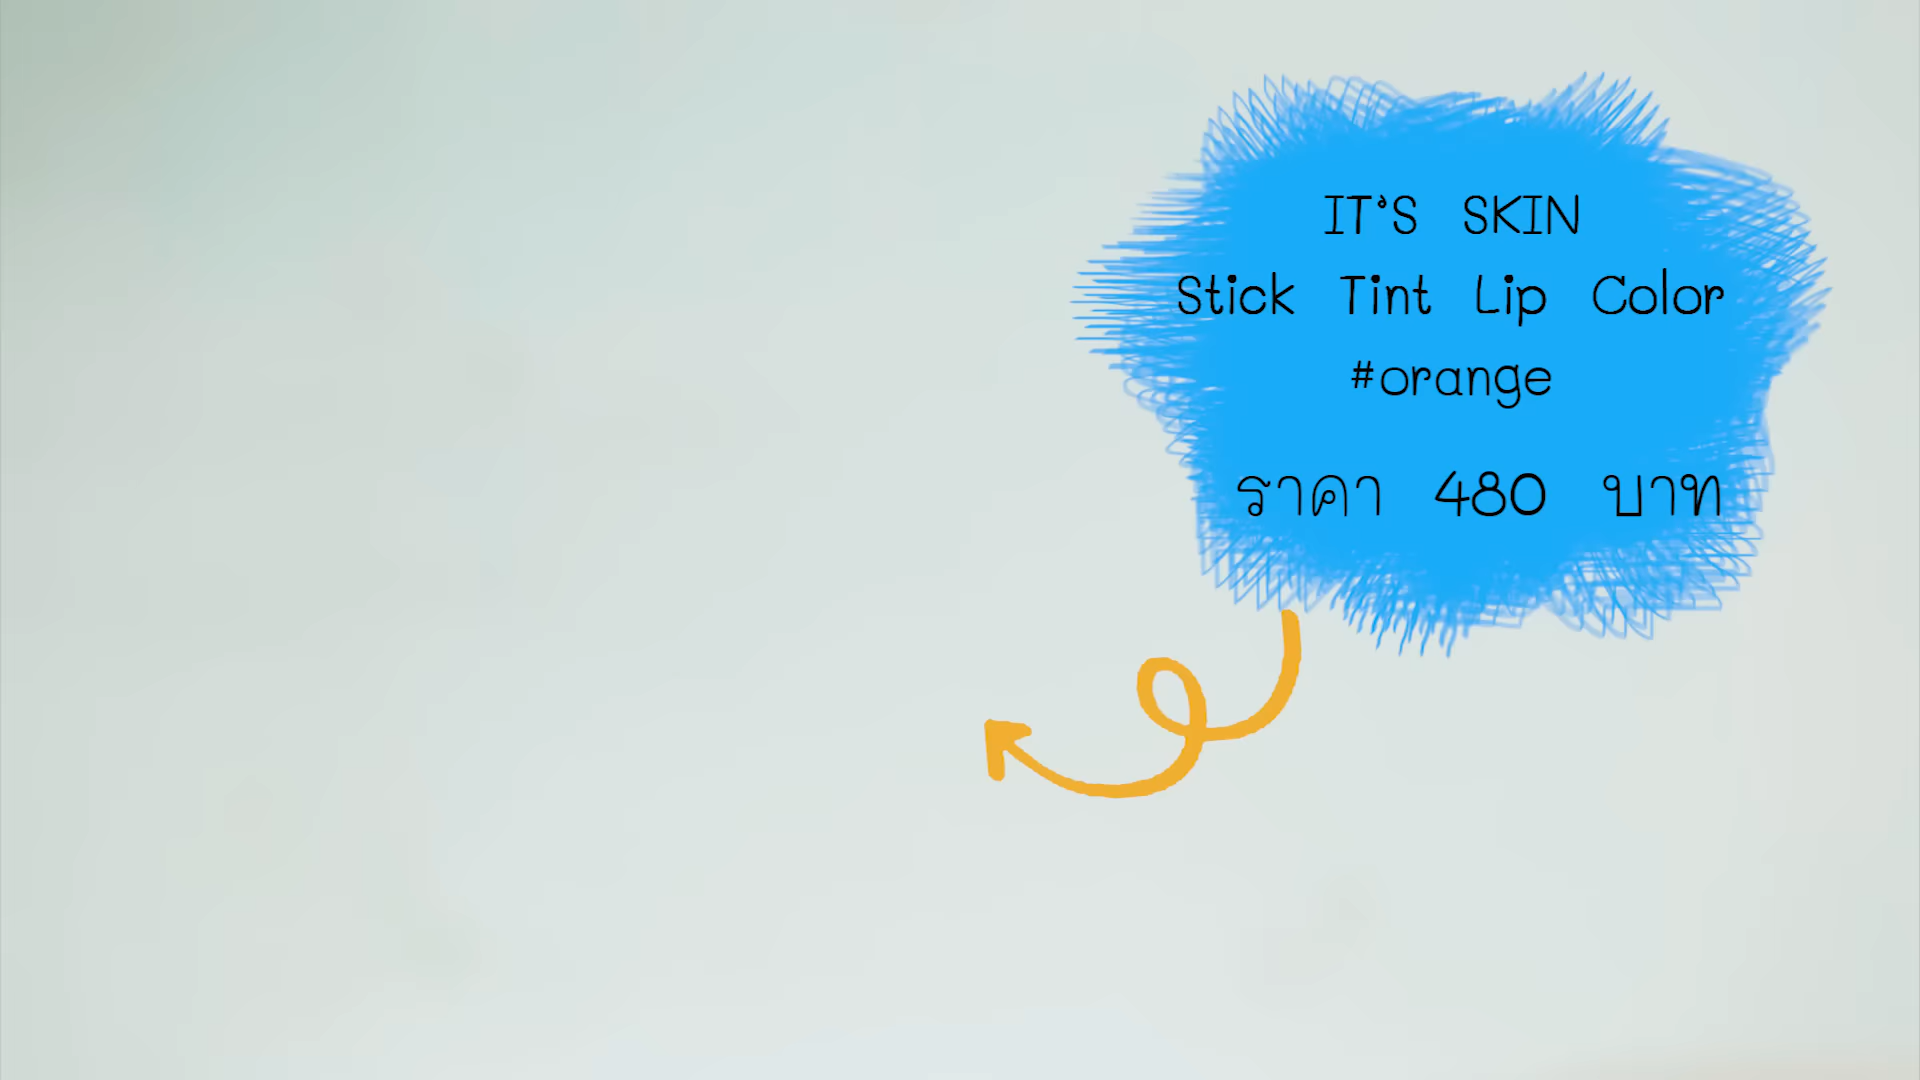 IT'S SKIN
Stick Tint Lip Color
#orange
ราคา 480 บาท